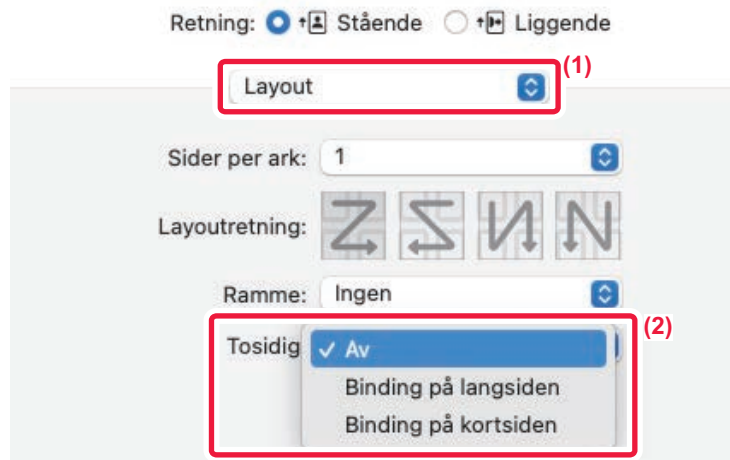 Retning: Stående Liggende
(1)
Layout
Sider per ark: 1
Layoutretning:
Ramme: Ingen
(2)
Tosidig ✓ Av
Binding på langsiden
Binding på kortsiden